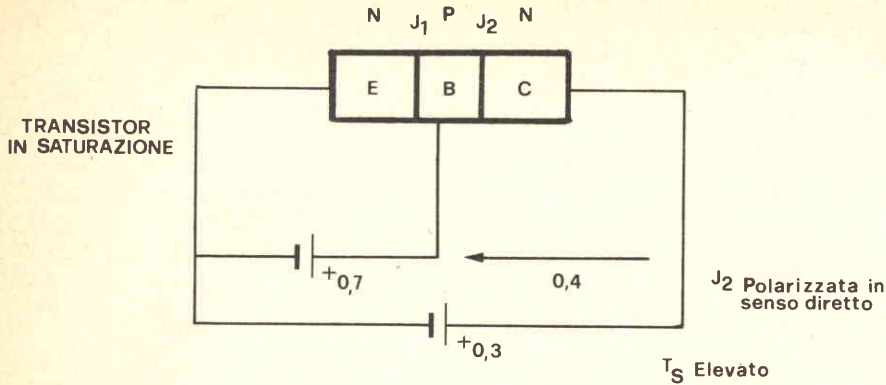 N J1 P J2 N
E B C
TRANSISTOR
IN SATURAZIONE
+0,7
0,4
J2 Polarizzata in
senso diretto
+0,3
TS Elevato